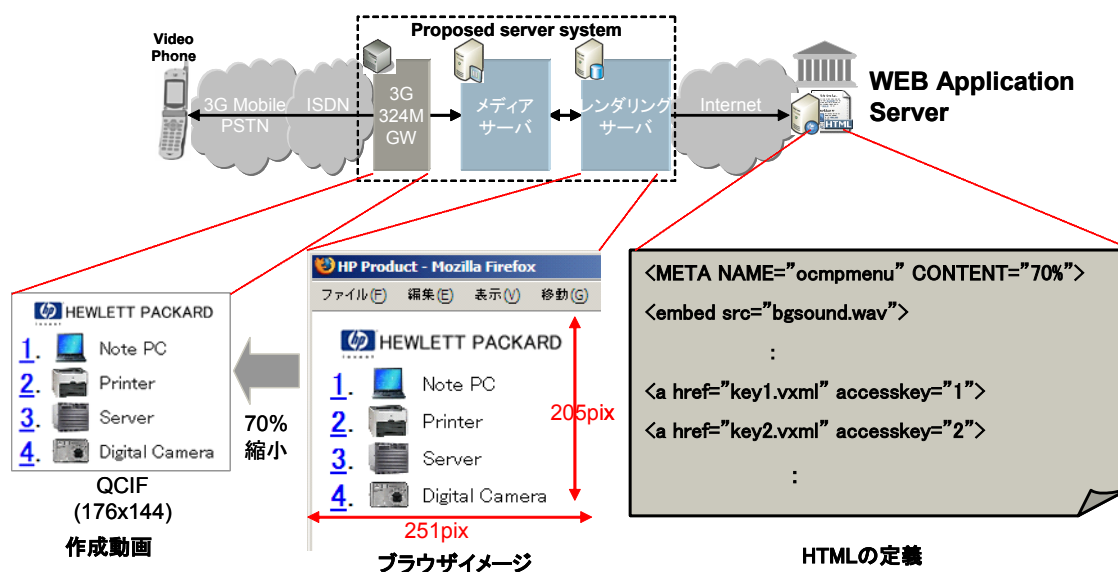 Proposed server system
Video
Phone
3G Mobile
PSTN
ISDN
3G
324M
GW
メディア
サーバ
レンダリング
サーバ
Internet
HTML
WEB Application
Server
HEWLETT PACKARD
invent
1. Note PC
2. Printer
3. Server
4. Digital Camera
QCIF
(176x144)
作成動画
70%
縮小
HP Product - Mozilla Firefox
ファイル(F) 編集(E) 表示(V) 移動(G)
HEWLETT PACKARD
invent
1. Note PC
2. Printer
3. Server
4. Digital Camera
205pix
251pix
ブラウザイメージ
<META NAME=”ocmpmenu” CONTENT=”70%”>
<embed src=”bgsound.wav”>
:
<a href=”key1.vxml” accesskey=”1”>
<a href=”key2.vxml” accesskey=”2”>
:
HTMLの定義